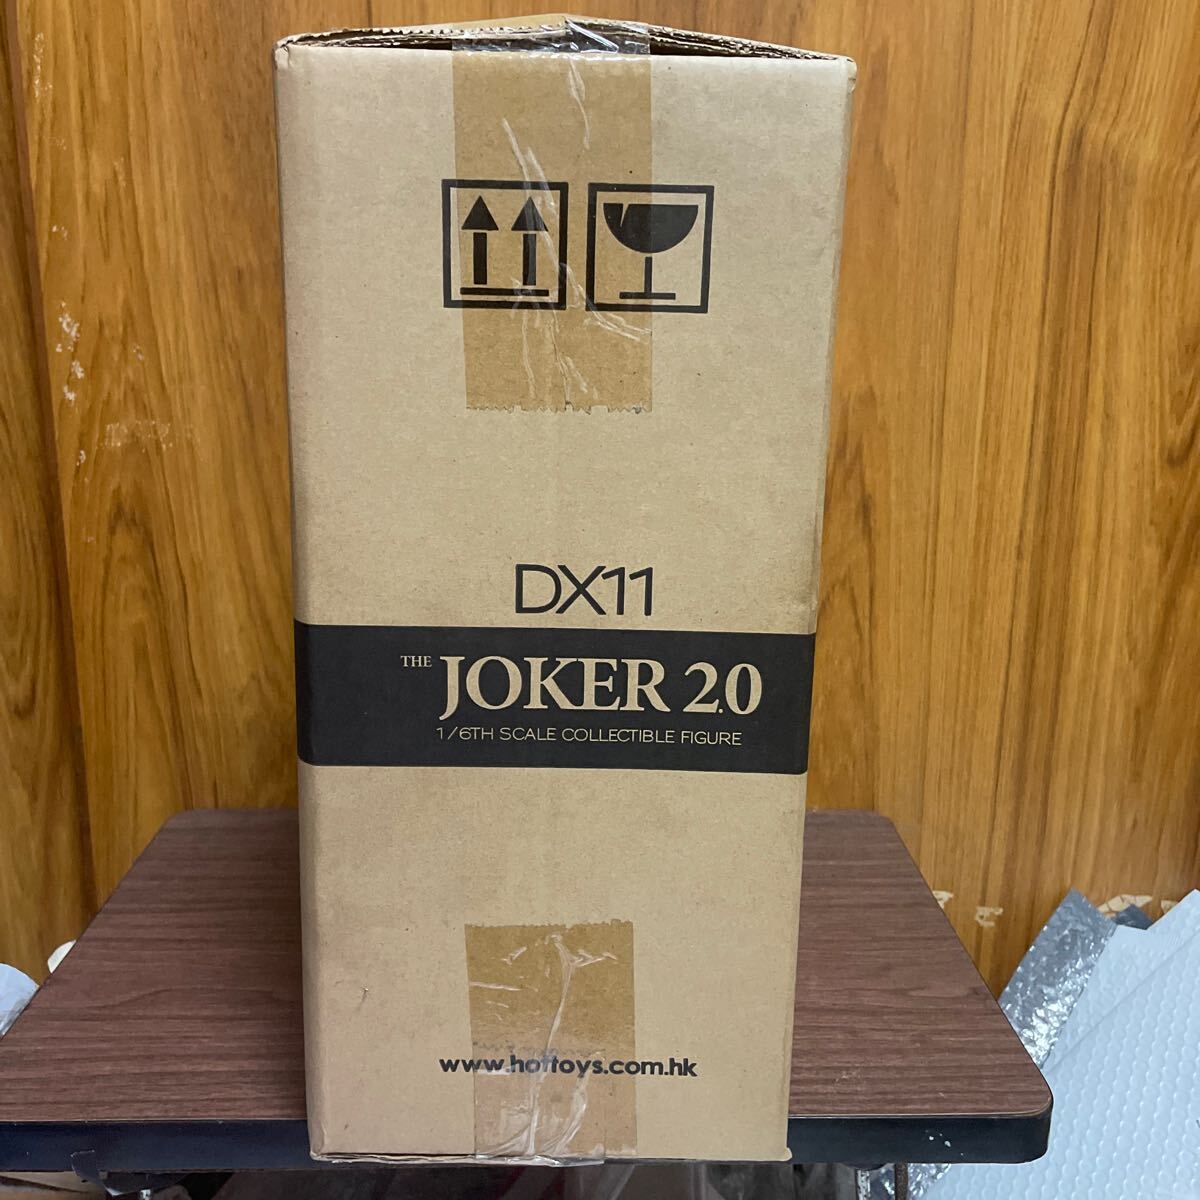 DX11
THE JOKER 2.0
1/6TH SCALE COLLECTIBLE FIGURE
www.hottoys.com.hk